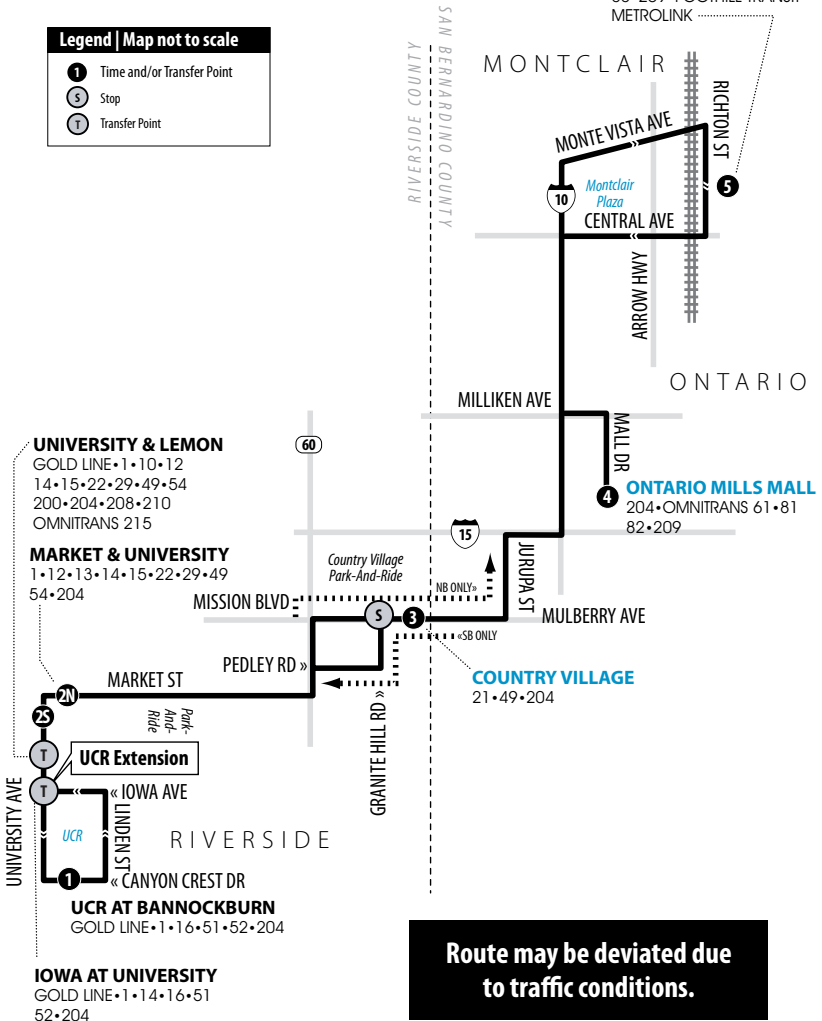 METROLINK
Legend | Map not to scale
1 Time and/or Transfer Point
S Stop
T Transfer Point
RIVERSIDE COUNTY
SAN BERNARDINO COUNTY
MONTCLAIR
MONTE VISTA AVE
RICHTON ST
10
Montclair
Plaza
5
CENTRAL AVE
ARROW HWY
ONTARIO
MILLIKEN AVE
MALL DR
4
ONTARIO MILLS MALL
204•OMNITRANS 61•81
82•209
UNIVERSITY & LEMON
GOLD LINE•1•10•12
14•15•22•29•49•54
200•204•208•210
OMNITRANS 215
60
15
MARKET & UNIVERSITY
1•12•13•14•15•22•29•49
54•204
Country Village
Park-And-Ride
NB ONLY»
JURUPA ST
MISSION BLVD
S
3
MULBERRY AVE
«SB ONLY
PEDLEY RD »
COUNTRY VILLAGE
21•49•204
MARKET ST
2N
2S
Park-
And-
Ride
GRANITE HILL RD »
T
UCR Extension
T
« IOWA AVE
UNIVERSITY AVE
UCR
LINDEN ST
RIVERSIDE
1
« CANYON CREST DR
UCR AT BANNOCKBURN
GOLD LINE•1•16•51•52•204
IOWA AT UNIVERSITY
GOLD LINE•1•14•16•51
52•204
Route may be deviated due
to traffic conditions.